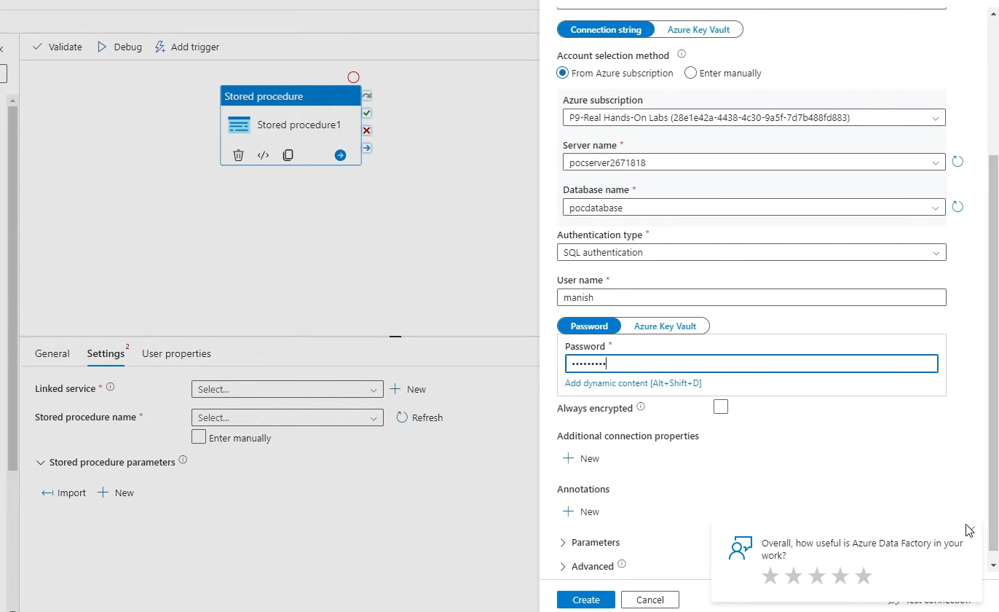 Validate
Debug
Add trigger
Stored procedure
Stored procedure1
General
Settings 2
User properties
Linked service *
Select...
New
Stored procedure name *
Select...
Refresh
Enter manually
Stored procedure parameters
Import
New
Connection string
Azure Key Vault
Account selection method
From Azure subscription
Enter manually
Azure subscription
P9-Real Hands-On Labs (28e1e42a-4438-4c30-9a5f-7d7b488fd883)
Server name *
pocserver2671818
Database name *
pocdatabase
Authentication type *
SQL authentication
User name *
manish
Password
Azure Key Vault
Password *
•••••••••
Add dynamic content [Alt+Shift+D]
Always encrypted
Additional connection properties
New
Annotations
New
Parameters
Advanced
Overall, how useful is Azure Data Factory in your
work?
Create
Cancel
Test connection